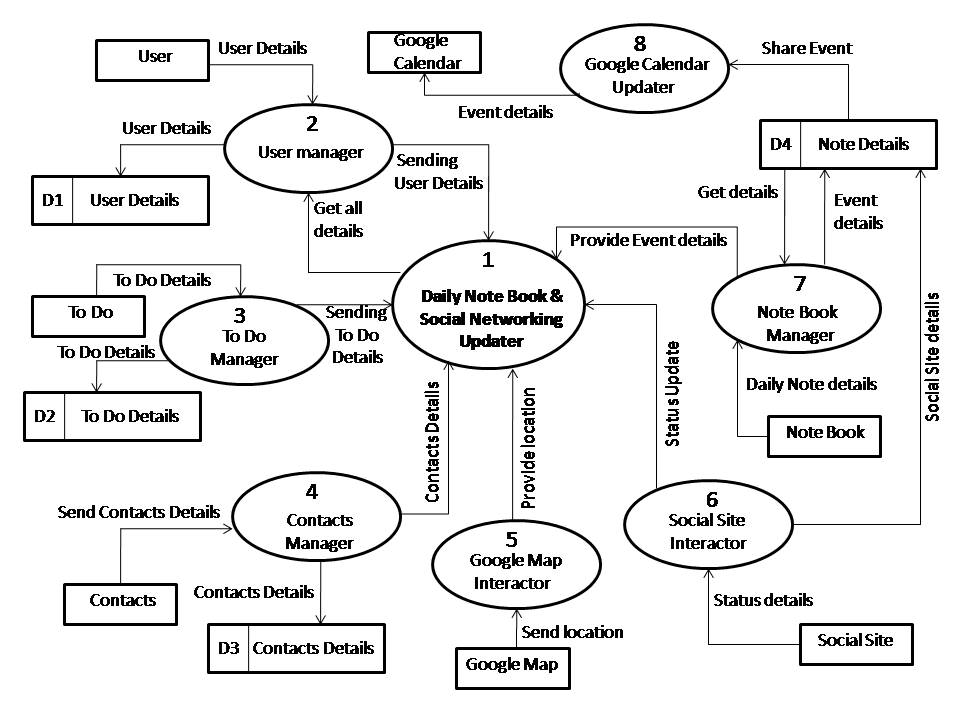 User
User Details
Google
Calendar
8
Google Calendar
Updater
Share Event
Event details
User Details
2
User manager
Sending
User Details
D4
Note Details
D1
User Details
Get all
details
Get details
Event
details
Provide Event details
1
Daily Note Book &
Social Networking
Updater
7
Note Book
Manager
To Do Details
To Do
3
To Do
Manager
Sending
To Do
Details
To Do Details
D2
To Do Details
Social Site details
Status Update
Daily Note details
Note Book
Contacts Details
Provide location
4
Contacts
Manager
Send Contacts Details
Contacts
Contacts Details
D3
Contacts Details
5
Google Map
Interactor
Send location
Google Map
6
Social Site
Interactor
Status details
Social Site